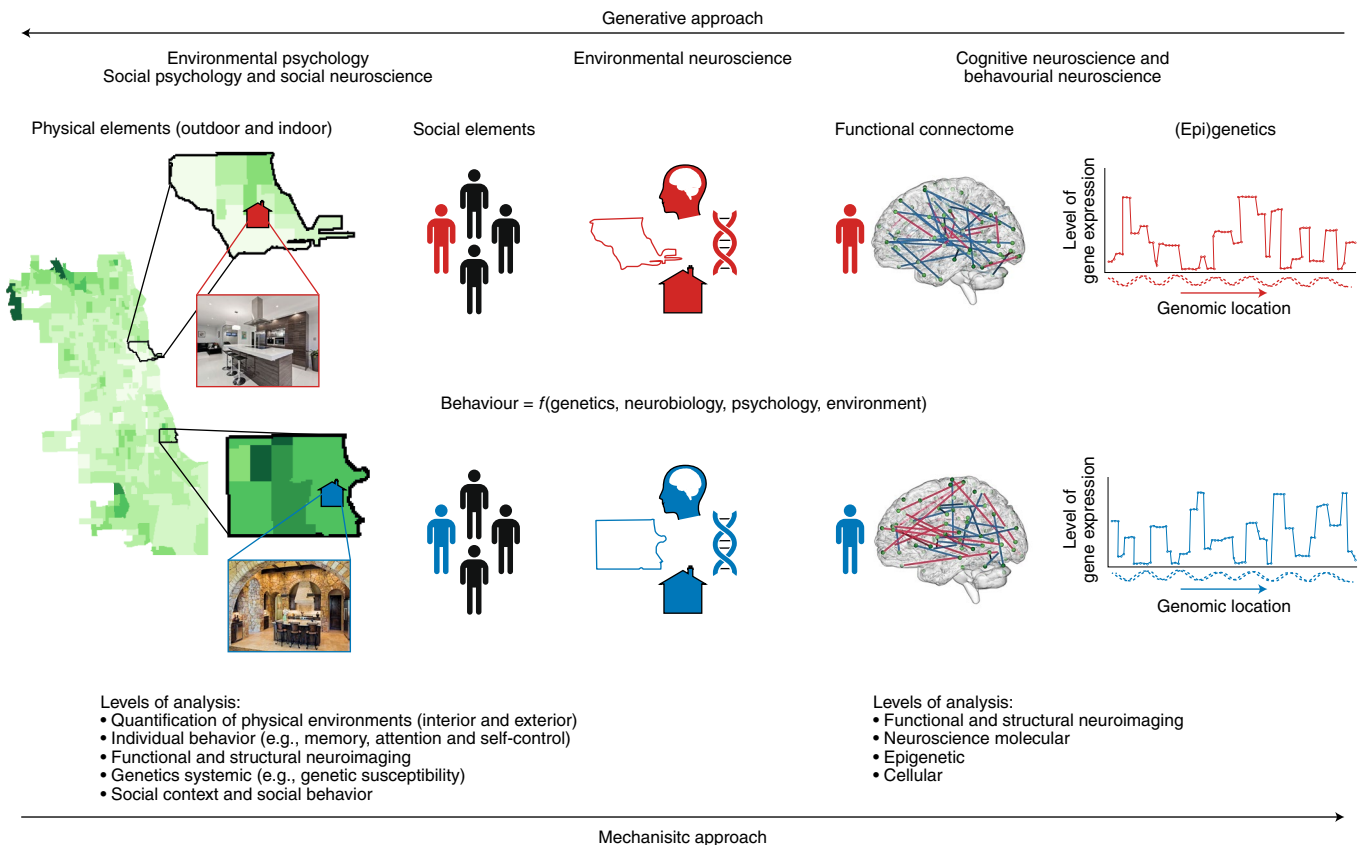 Generative approach
Environmental psychology
Social psychology and social neuroscience
Environmental neuroscience
Cognitive neuroscience and
behavourial neuroscience
Physical elements (outdoor and indoor)
Social elements
Functional connectome
(Epi)genetics
Level of
gene expression
Genomic location
Behaviour = f(genetics, neurobiology, psychology, environment)
Level of
gene expression
Genomic location
Levels of analysis:
• Quantification of physical environments (interior and exterior)
• Individual behavior (e.g., memory, attention and self-control)
• Functional and structural neuroimaging
• Genetics systemic (e.g., genetic susceptibility)
• Social context and social behavior
Levels of analysis:
• Functional and structural neuroimaging
• Neuroscience molecular
• Epigenetic
• Cellular
Mechanisitc approach